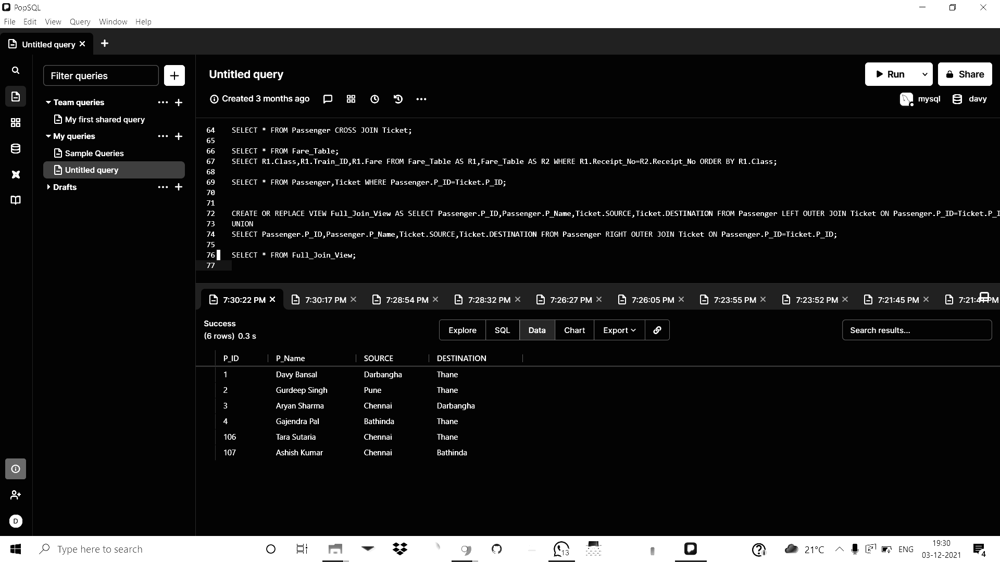 PopSQL
File Edit View Query Window Help
Untitled query
Filter queries
Team queries
My first shared query
My queries
Sample Queries
Untitled query
Drafts
D
Untitled query
Run
Share
Created 3 months ago
mysql davy
64 SELECT * FROM Passenger CROSS JOIN Ticket;
65
66 SELECT * FROM Fare_Table;
67 SELECT R1.Class,R1.Train_ID,R1.Fare FROM Fare_Table AS R1,Fare_Table AS R2 WHERE R1.Receipt_No=R2.Receipt_No ORDER BY R1.Class;
68
69 SELECT * FROM Passenger,Ticket WHERE Passenger.P_ID=Ticket.P_ID;
70
71
72 CREATE OR REPLACE VIEW Full_Join_View AS SELECT Passenger.P_ID,Passenger.P_Name,Ticket.SOURCE,Ticket.DESTINATION FROM Passenger LEFT OUTER JOIN Ticket ON Passenger.P_ID=Ticket.P_I
73 UNION
74 SELECT Passenger.P_ID,Passenger.P_Name,Ticket.SOURCE,Ticket.DESTINATION FROM Passenger RIGHT OUTER JOIN Ticket ON Passenger.P_ID=Ticket.P_ID;
75
76 SELECT * FROM Full_Join_View;
77
7:30:22 PM 7:30:17 PM 7:28:54 PM 7:28:32 PM 7:26:27 PM 7:26:05 PM 7:23:55 PM 7:23:52 PM 7:21:45 PM
Success
(6 rows) 0.3 s
Explore SQL Data Chart Export
Search results...
P_ID P_Name SOURCE DESTINATION
1 Davy Bansal Darbangha Thane
2 Gurdeep Singh Pune Thane
3 Aryan Sharma Chennai Darbangha
4 Gajendra Pal Bathinda Thane
106 Tara Sutaria Chennai Thane
107 Ashish Kumar Chennai Bathinda
Type here to search
13
21°C
ENG
19:30
03-12-2021
4